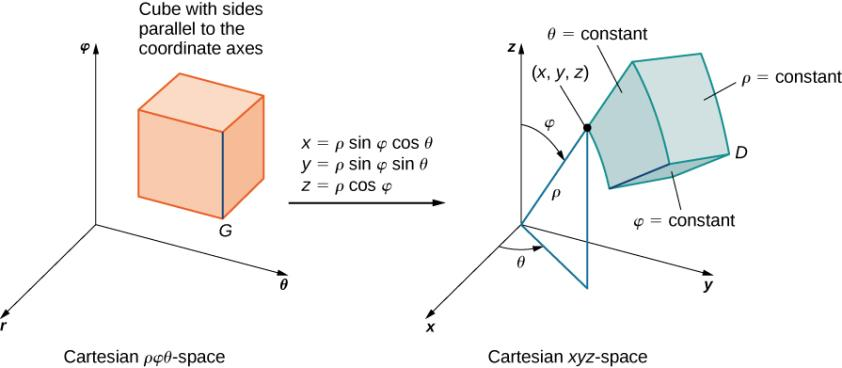 Cube with sides
parallel to the
coordinate axes
φ
G
θ
r
Cartesian ρφθ-space
x = ρ sin φ cos θ
y = ρ sin φ sin θ
z = ρ cos φ
θ = constant
z
(x, y, z)
ρ = constant
φ
D
ρ
φ = constant
θ
y
x
Cartesian xyz-space